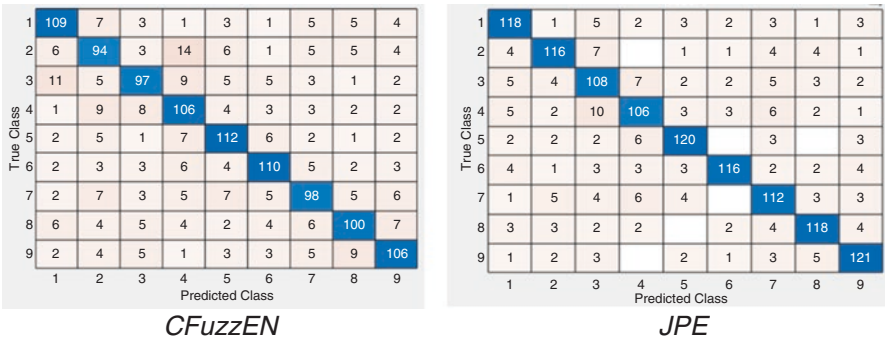 1 109 7 3 1 3 1 5 5 4
2 6 94 3 14 6 1 5 5 4
3 11 5 97 9 5 5 3 1 2
4 1 9 8 106 4 3 3 2 2
5 2 5 1 7 112 6 2 1 2
6 2 3 3 6 4 110 5 2 3
7 2 7 3 5 7 5 98 5 6
8 6 4 5 4 2 4 6 100 7
9 2 4 5 1 3 3 5 9 106
1 2 3 4 5 6 7 8 9
True Class
Predicted Class
CFuzzEN
1 118 1 5 2 3 2 3 1 3
2 4 116 7 1 1 4 4 1
3 5 4 108 7 2 2 5 3 2
4 5 2 10 106 3 3 6 2 1
5 2 2 2 6 120 3 3
6 4 1 3 3 3 116 2 2 4
7 1 5 4 6 4 112 3 3
8 3 3 2 2 2 4 118 4
9 1 2 3 2 1 3 5 121
1 2 3 4 5 6 7 8 9
True Class
Predicted Class
JPE